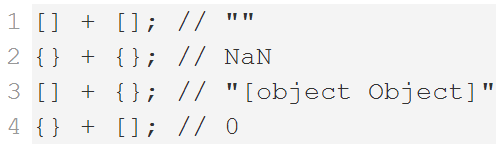 1 [] + []; // ""
2 {} + {}; // NaN
3 [] + {}; // "[object Object]"
4 {} + []; // 0